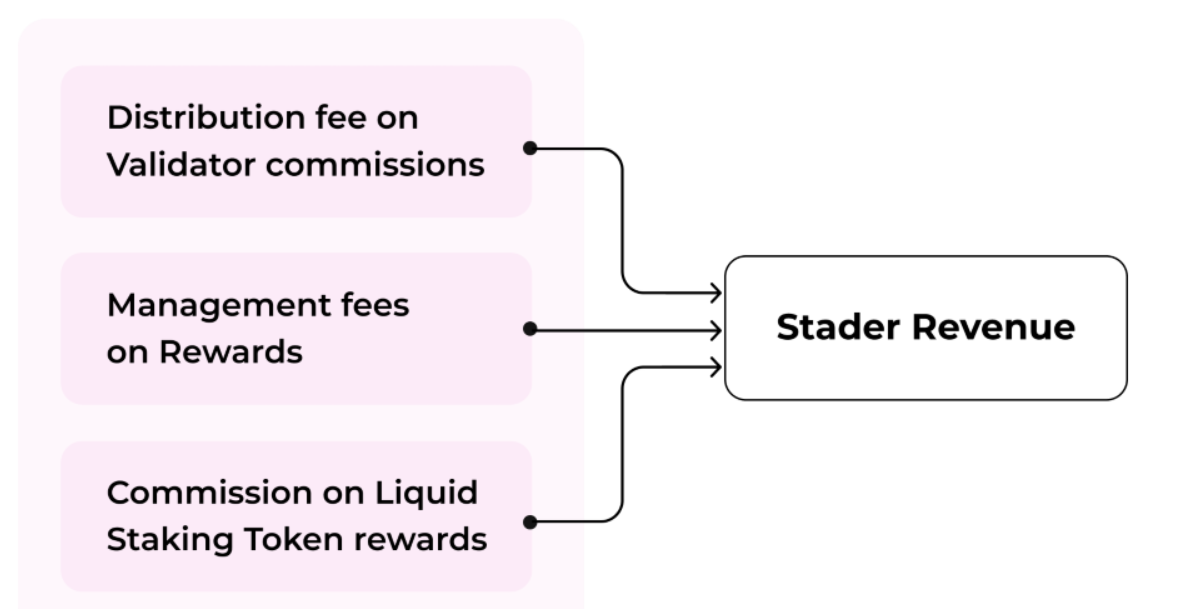 Distribution fee on
Validator commissions
Management fees
on Rewards
Commission on Liquid
Staking Token rewards
Stader Revenue